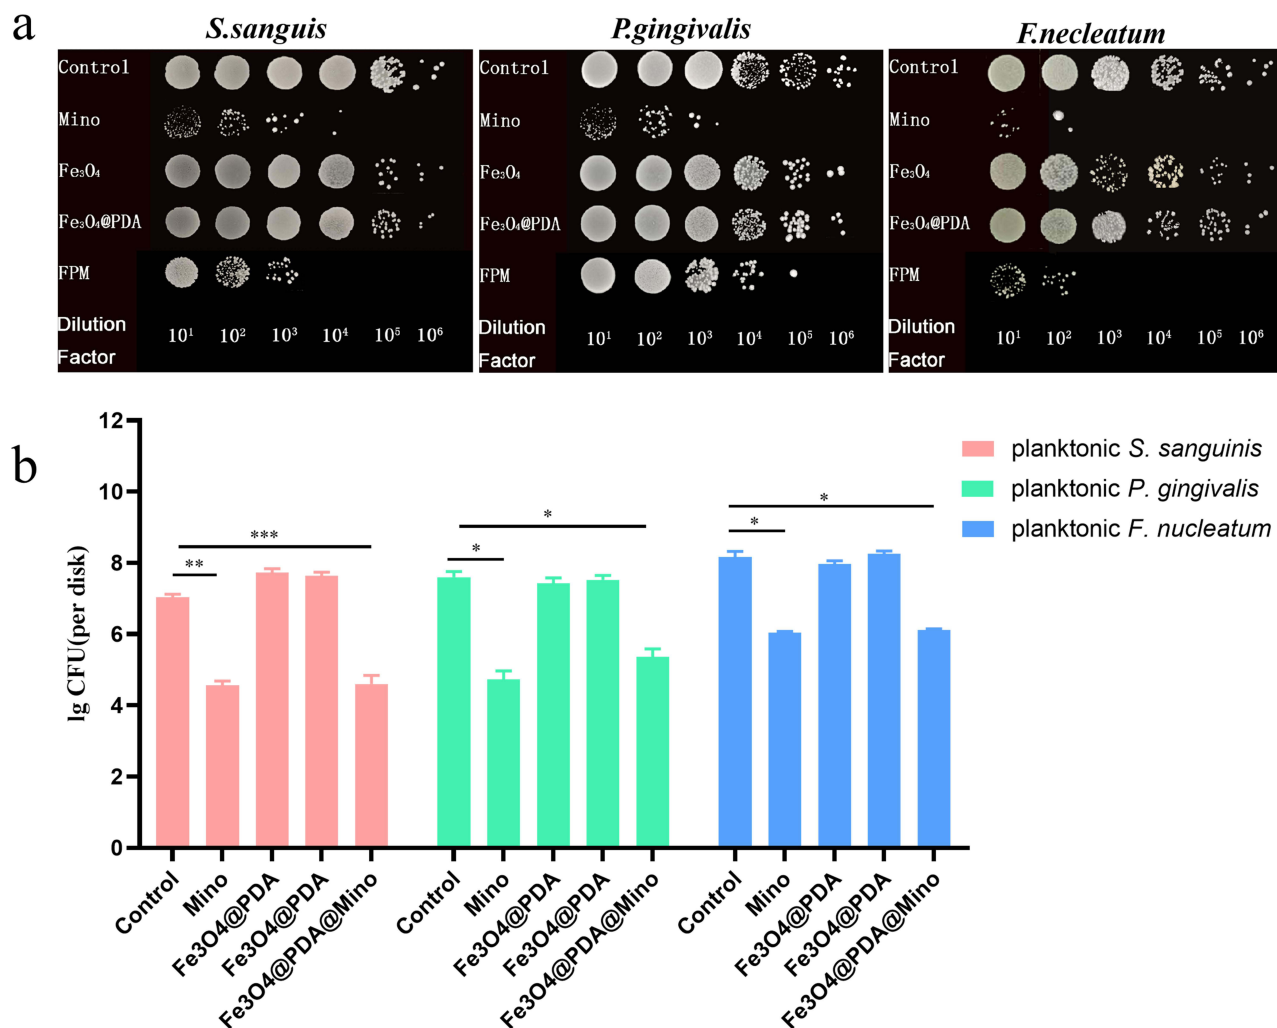 a
S.sanguis
P.gingivalis
F.necleatum
Control
Mino
Fe₃O₄
Fe₃O₄@PDA
FPM
Dilution
Factor
10¹ 10² 10³ 10⁴ 10⁵ 10⁶
Control
Mino
Fe₃O₄
Fe₃O₄@PDA
FPM
Dilution
Factor
10¹ 10² 10³ 10⁴ 10⁵ 10⁶
Control
Mino
Fe₃O₄
Fe₃O₄@PDA
FPM
Dilution
Factor
10¹ 10² 10³ 10⁴ 10⁵ 10⁶
b
lg CFU(per disk)
12
10
8
6
4
2
0
** ***
* *
* *
planktonic S. sanguinis
planktonic P. gingivalis
planktonic F. nucleatum
Control
Mino
Fe3O4@PDA
Fe3O4@PDA
Fe3O4@PDA@Mino
Control
Mino
Fe3O4@PDA
Fe3O4@PDA
Fe3O4@PDA@Mino
Control
Mino
Fe3O4@PDA
Fe3O4@PDA
Fe3O4@PDA@Mino